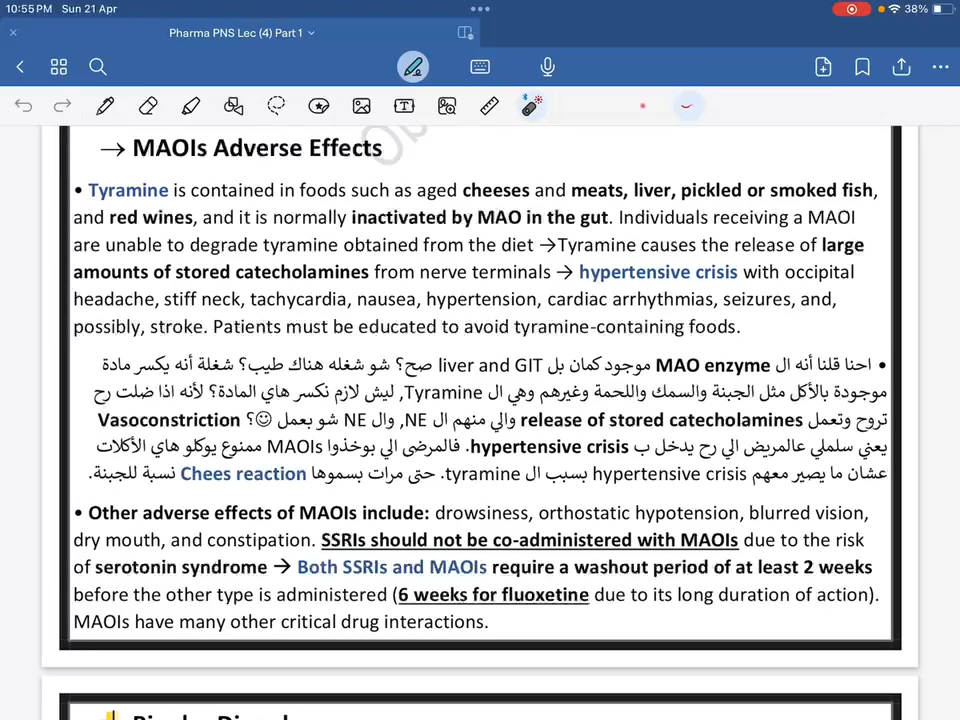 10:55 PM Sun 21 Apr
38%
Pharma PNS Lec (4) Part 1
→ MAOIs Adverse Effects
• Tyramine is contained in foods such as aged cheeses and meats, liver, pickled or smoked fish,
and red wines, and it is normally inactivated by MAO in the gut. Individuals receiving a MAOI
are unable to degrade tyramine obtained from the diet →Tyramine causes the release of large
amounts of stored catecholamines from nerve terminals → hypertensive crisis with occipital
headache, stiff neck, tachycardia, nausea, hypertension, cardiac arrhythmias, seizures, and,
possibly, stroke. Patients must be educated to avoid tyramine-containing foods.
• احنا قلنا أنه ال MAO enzyme موجود كمان بل liver and GIT صح؟ شو شغله هناك طيب؟ شغلة أنه يكسر مادة
موجودة بالأكل مثل الجبنة والسمك واللحمة وغيرهم وهي ال Tyramine, ليش لازم نكسر هاي المادة؟ لأنه اذا ضلت رح
تروح وتعمل release of stored catecholamines والي منهم ال NE, وال NE شو بعمل ☺؟ Vasoconstriction
يعني سلملي عالمريض الي رح يدخل ب hypertensive crisis. فالمرضى الي بوخذوا MAOIs ممنوع يوكلو هاي الأكلات
عشان ما يصير معهم hypertensive crisis بسبب ال tyramine. حتى مرات بسموها Chees reaction نسبة للجبنة.
• Other adverse effects of MAOIs include: drowsiness, orthostatic hypotension, blurred vision,
dry mouth, and constipation. SSRIs should not be co-administered with MAOIs due to the risk
of serotonin syndrome → Both SSRIs and MAOIs require a washout period of at least 2 weeks
before the other type is administered (6 weeks for fluoxetine due to its long duration of action).
MAOIs have many other critical drug interactions.